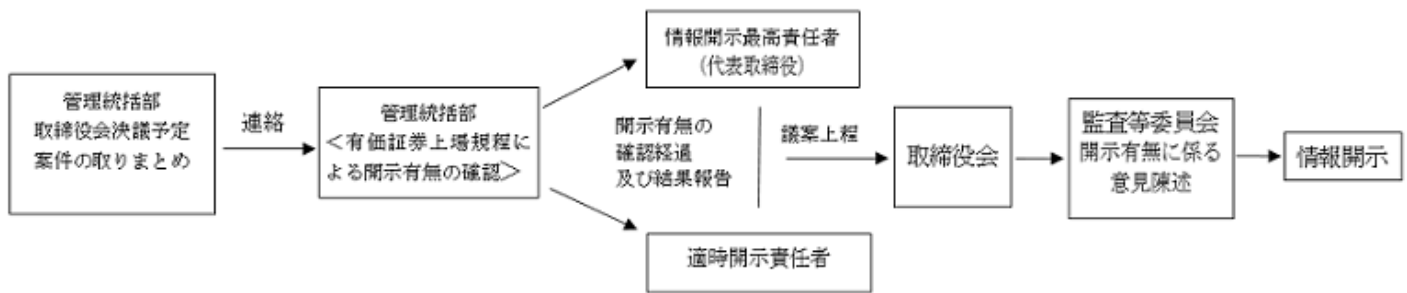 管理統括部
取締役会決議予定
案件の取りまとめ
連絡
管理統括部
＜有価証券上場規程に
よる開示有無の確認＞
情報開示最高責任者
(代表取締役)
開示有無の
確認経過
及び結果報告
適時開示責任者
議案上程
取締役会
監査等委員会
開示有無に係る
意見陳述
情報開示